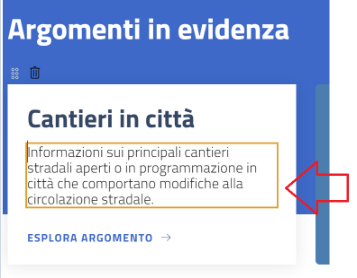 Argomenti in evidenza
Cantieri in città
Informazioni sui principali cantieri
stradali aperti o in programmazione in
città che comportano modifiche alla
circolazione stradale.
ESPLORA ARGOMENTO →